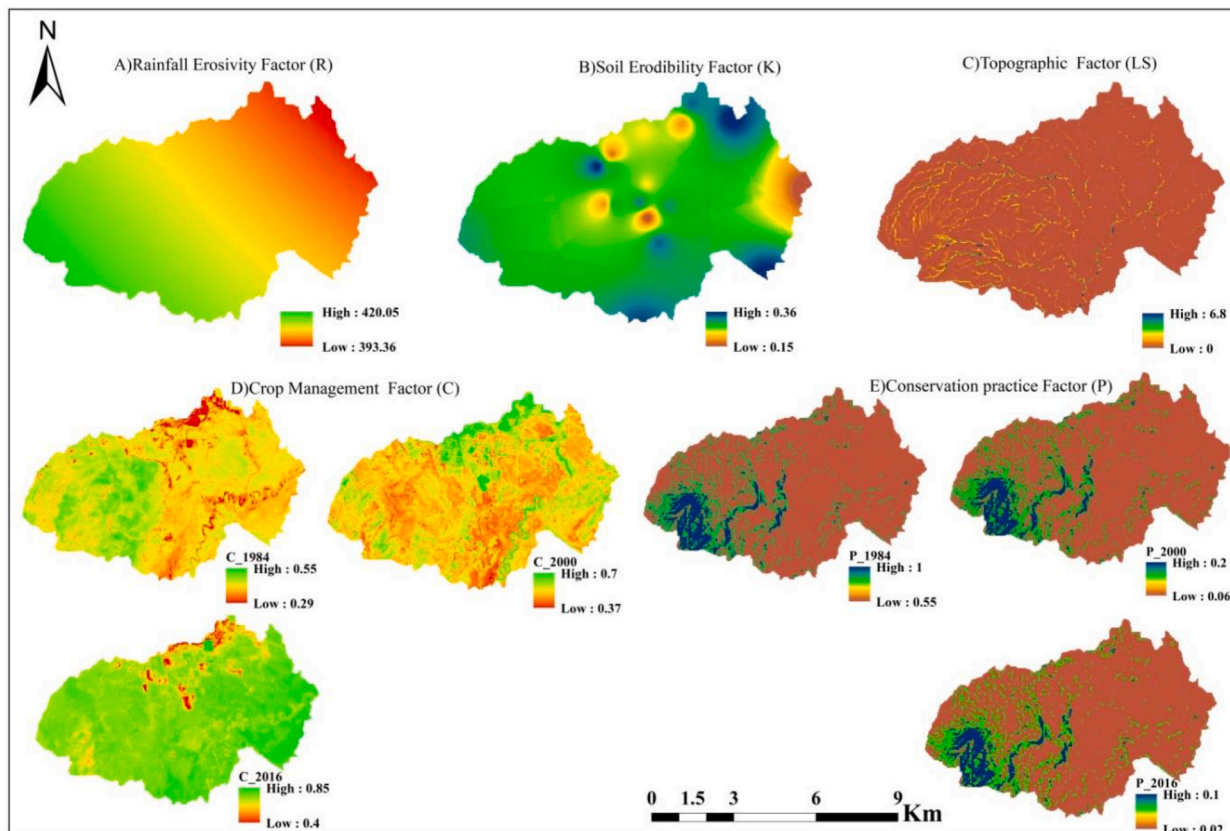 N
A)Rainfall Erosivity Factor (R)
B)Soil Erodibility Factor (K)
C)Topographic Factor (LS)
High : 420.05
Low : 393.36
High : 0.36
Low : 0.15
High : 6.8
Low : 0
D)Crop Management Factor (C)
E)Conservation practice Factor (P)
C_1984
High : 0.55
Low : 0.29
C_2000
High : 0.7
Low : 0.37
P_1984
High : 1
Low : 0.55
P_2000
High : 0.2
Low : 0.06
C_2016
High : 0.85
Low : 0.4
P_2016
High : 0.1
Low : 0.02
0 1.5 3 6 9
Km